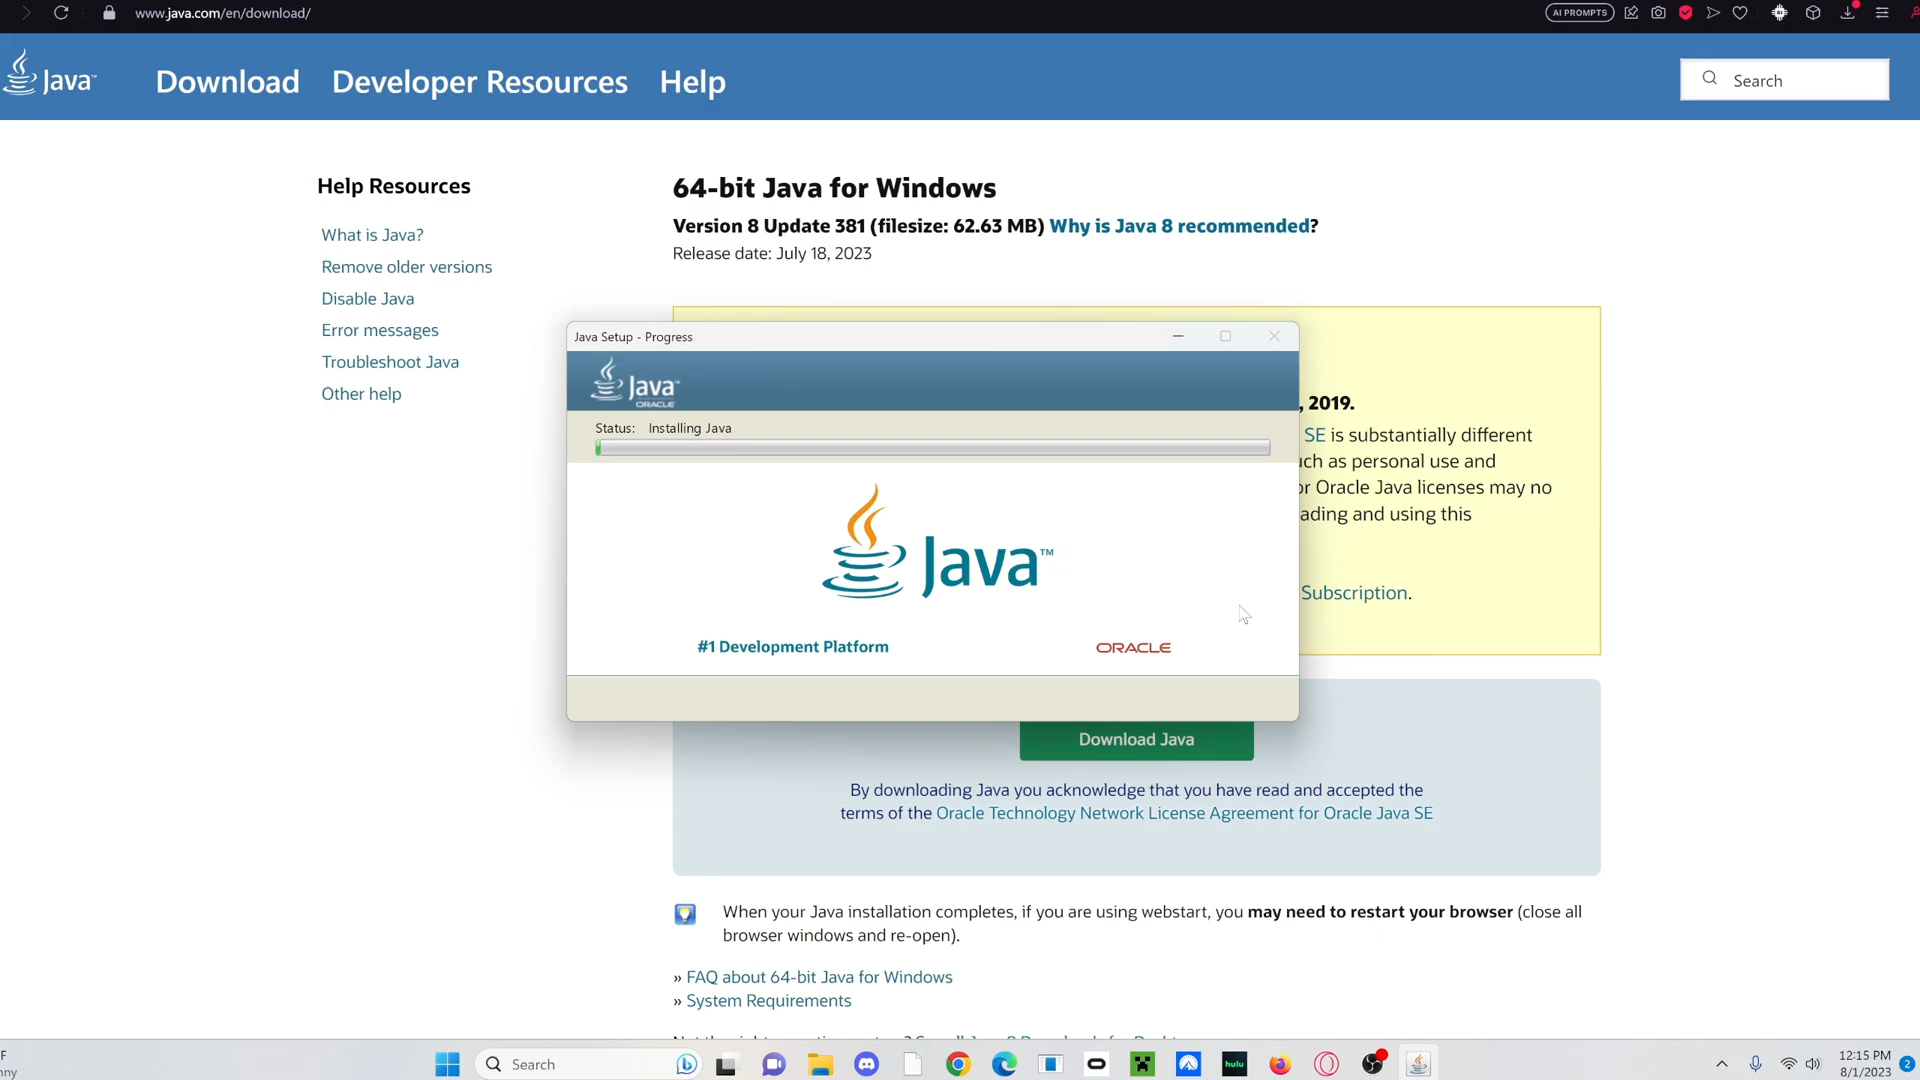 www.java.com/en/download/
AI PROMPTS
Java™
Download
Developer Resources
Help
Search
Help Resources
What is Java?
Remove older versions
Disable Java
Error messages
Troubleshoot Java
Other help
64-bit Java for Windows
Version 8 Update 381 (filesize: 62.63 MB) Why is Java 8 recommended?
Release date: July 18, 2023
, 2019.
SE is substantially different
uch as personal use and
or Oracle Java licenses may no
ading and using this
Subscription.
Java Setup - Progress
Java™
ORACLE
Status: Installing Java
Java™
#1 Development Platform
ORACLE
Download Java
By downloading Java you acknowledge that you have read and accepted the
terms of the Oracle Technology Network License Agreement for Oracle Java SE
When your Java installation completes, if you are using webstart, you may need to restart your browser (close all
browser windows and re-open).
» FAQ about 64-bit Java for Windows
» System Requirements
F
nny
Search
hulu
12:15 PM
8/1/2023
2